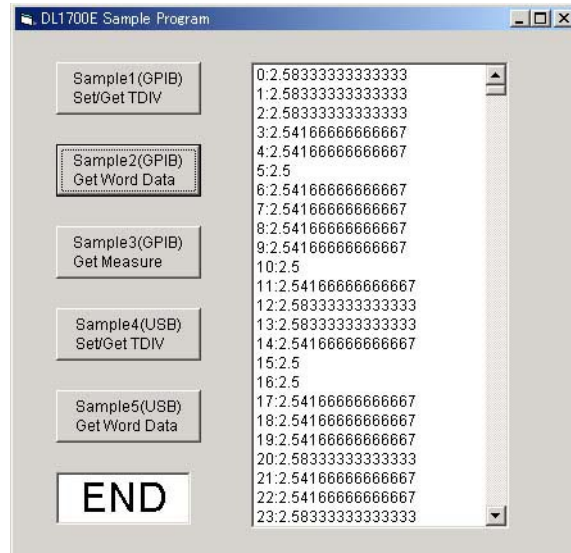 DL1700E Sample Program
Sample1(GPIB)
Set/Get TDIV
Sample2(GPIB)
Get Word Data
Sample3(GPIB)
Get Measure
Sample4(USB)
Set/Get TDIV
Sample5(USB)
Get Word Data
END
0:2.58333333333333
1:2.58333333333333
2:2.58333333333333
3:2.54166666666667
4:2.54166666666667
5:2.5
6:2.54166666666667
7:2.54166666666667
8:2.54166666666667
9:2.54166666666667
10:2.5
11:2.54166666666667
12:2.58333333333333
13:2.58333333333333
14:2.54166666666667
15:2.5
16:2.5
17:2.54166666666667
18:2.54166666666667
19:2.54166666666667
20:2.58333333333333
21:2.54166666666667
22:2.54166666666667
23:2.58333333333333